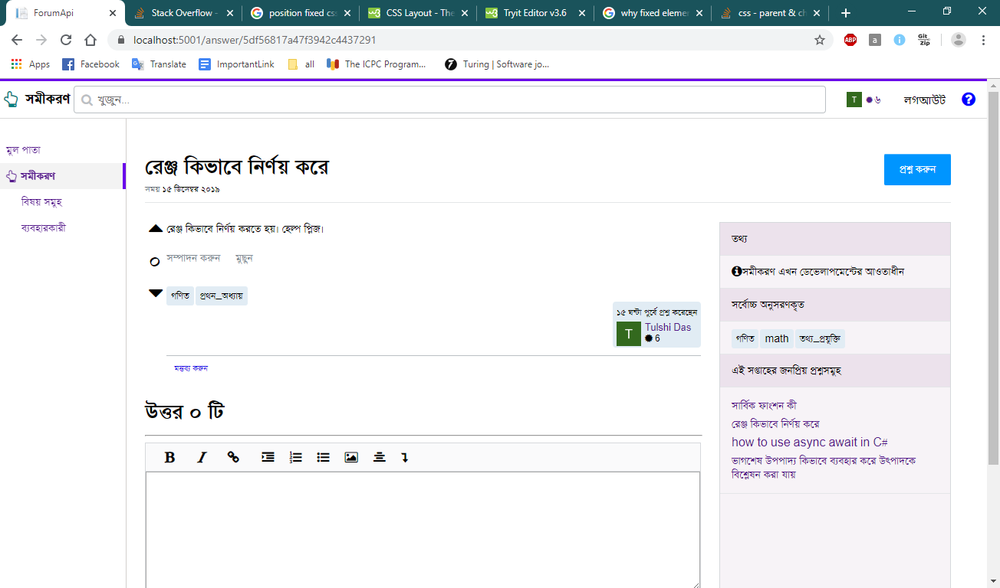 ForumApi
Stack Overflow -
position fixed css
CSS Layout - The
Tryit Editor v3.6
why fixed elemen
css - parent & ch
localhost:5001/answer/5df56817a47f3942c4437291
ABP
a
Git Zip
Apps
Facebook
Translate
ImportantLink
all
The ICPC Program...
Turing | Software jo...
সমীকরণ
খুজুন...
T
৬
লগআউট
মুল পাতা
সমীকরণ
বিষয় সমুহ
ব্যবহারকারী
রেঞ্জ কিভাবে নির্ণয় করে
সময় ১৫ ডিসেম্বর ২০১৯
প্রশ্ন করুন
রেঞ্জ কিভাবে নির্ণয় করতে হয়। হেল্প প্লিজ।
০
সম্পাদন করুন মুছুন
গণিত প্রথন_অধ্যায়
১৫ ঘন্টা পূর্বে প্রশ্ন করেছেন
T
Tulshi Das
6
মন্তব্য করুন
উত্তর ০ টি
B I
তথ্য
সমীকরণ এখন ডেভেলাপমেন্টের আওতাধীন
সর্বোচ্চ অনুসরণকৃত
গণিত math তথ্য_প্রযুক্তি
এই সপ্তাহের জনপ্রিয় প্রশ্নসমুহ
সার্বিক ফাংশন কী
রেঞ্জ কিভাবে নির্ণয় করে
how to use async await in C#
ভাগশেষ উপপাদ্য কিভাবে ব্যবহার করে উৎপাদকে
বিশ্লেষন করা যায়